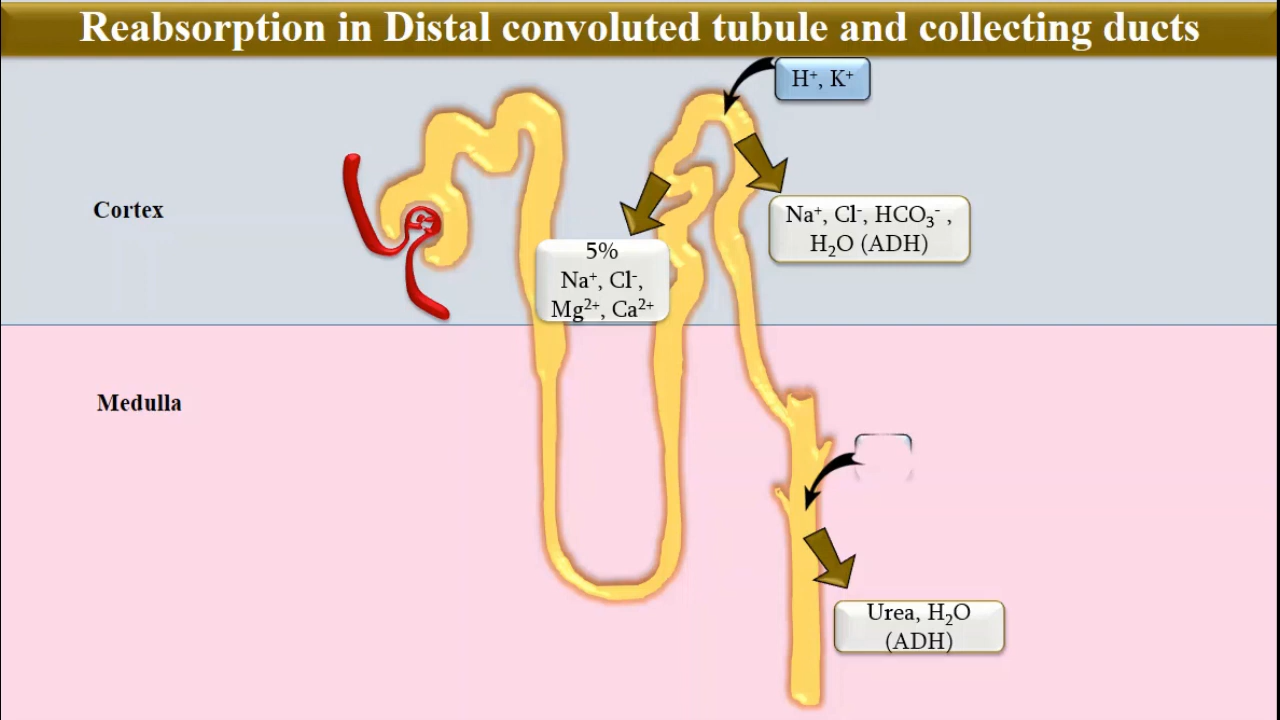 Reabsorption in Distal convoluted tubule and collecting ducts
H⁺, K⁺
Cortex
Na⁺, Cl⁻, HCO₃⁻ ,
H₂O (ADH)
5%
Na⁺, Cl⁻,
Mg²⁺, Ca²⁺
Medulla
Urea, H₂O
(ADH)